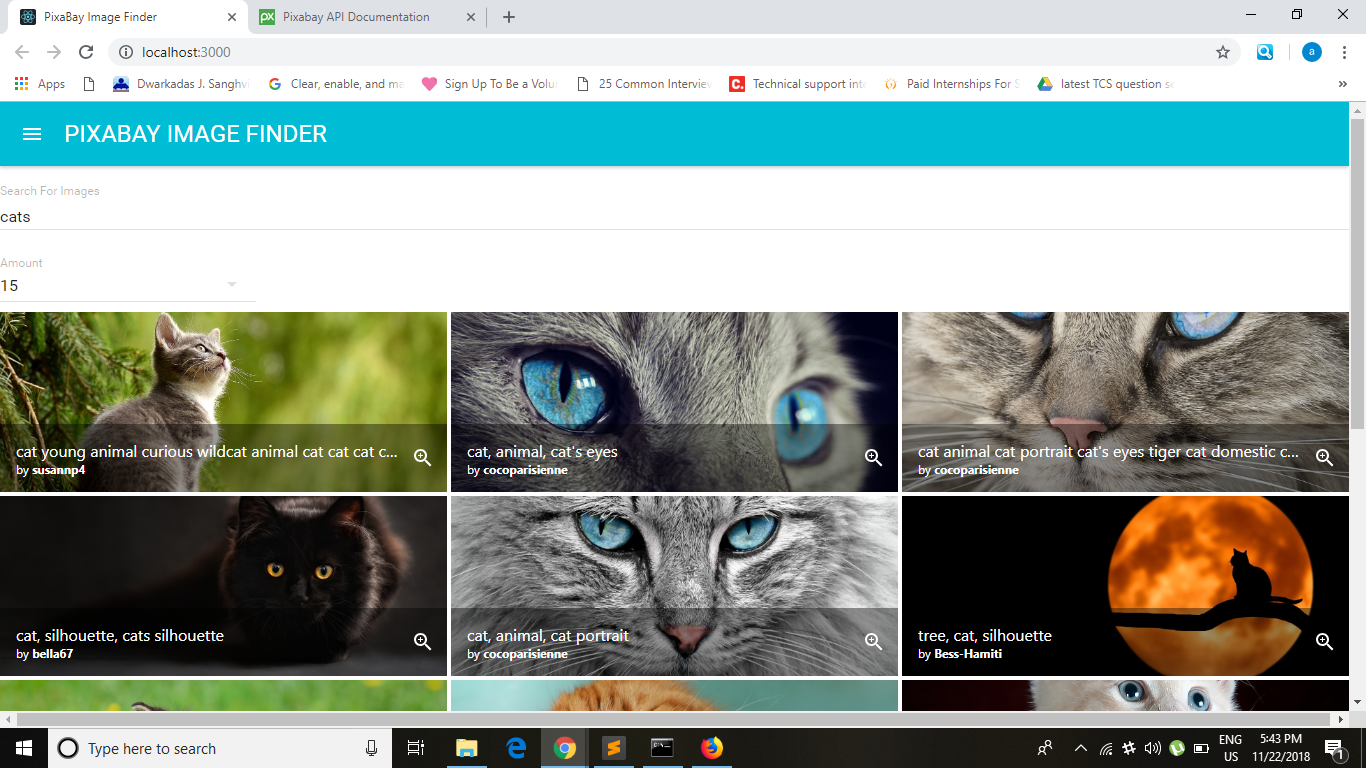 PixaBay Image Finder
Pixabay API Documentation
localhost:3000
a
Apps
Dwarkadas J. Sanghvi
Clear, enable, and ma
Sign Up To Be a Volu
25 Common Interview
Technical support int
Paid Internships For S
latest TCS question se
PIXABAY IMAGE FINDER
Search For Images
cats
Amount
15
cat young animal curious wildcat animal cat cat cat c...
by susannp4
cat, animal, cat's eyes
by cocoparisienne
cat animal cat portrait cat's eyes tiger cat domestic c...
by cocoparisienne
cat, silhouette, cats silhouette
by bella67
cat, animal, cat portrait
by cocoparisienne
tree, cat, silhouette
by Bess-Hamiti
Type here to search
ENG
US
5:43 PM
11/22/2018
1